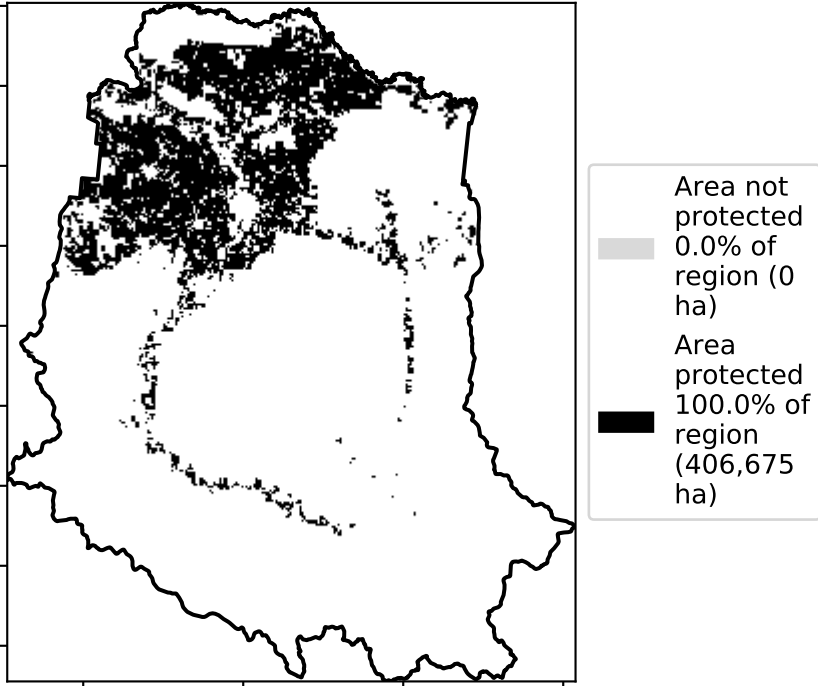 Area not
protected
0.0% of
region (0
ha)
Area
protected
100.0% of
region
(406,675
ha)